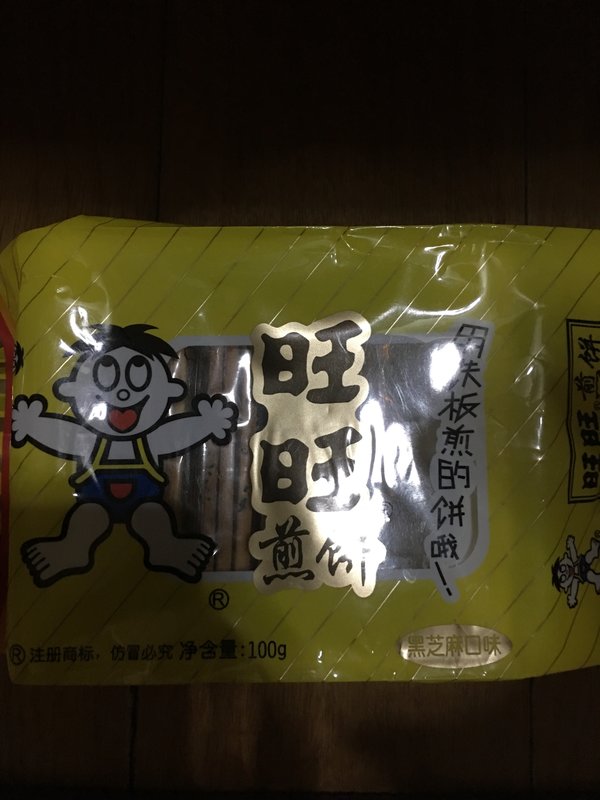 旺
旺
煎饼
®
用铁板煎的饼哦！
旺旺煎饼
®
®注册商标，仿冒必究 净含量:100g
黑芝麻口味